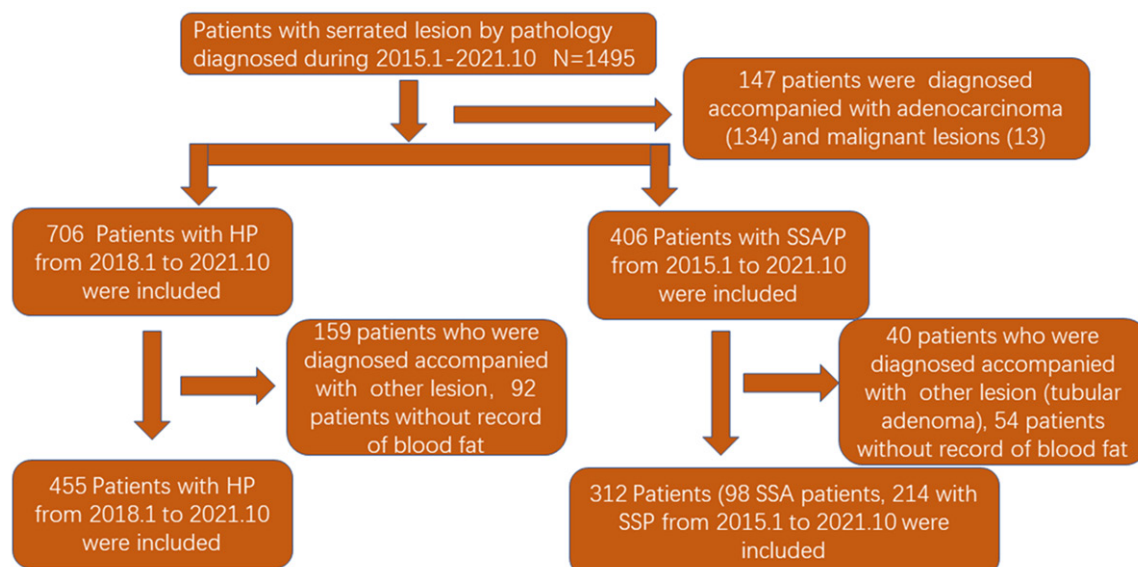 Patients with serrated lesion by pathology
diagnosed during 2015.1-2021.10 N=1495
147 patients were diagnosed
accompanied with adenocarcinoma
(134) and malignant lesions (13)
706 Patients with HP
from 2018.1 to 2021.10
were included
406 Patients with SSA/P
from 2015.1 to 2021.10
were included
159 patients who were
diagnosed accompanied
with other lesion, 92
patients without record
of blood fat
40 patients who were
diagnosed accompanied
with other lesion (tubular
adenoma), 54 patients
without record of blood fat
455 Patients with HP
from 2018.1 to 2021.10
were included
312 Patients (98 SSA patients, 214 with
SSP from 2015.1 to 2021.10 were
included